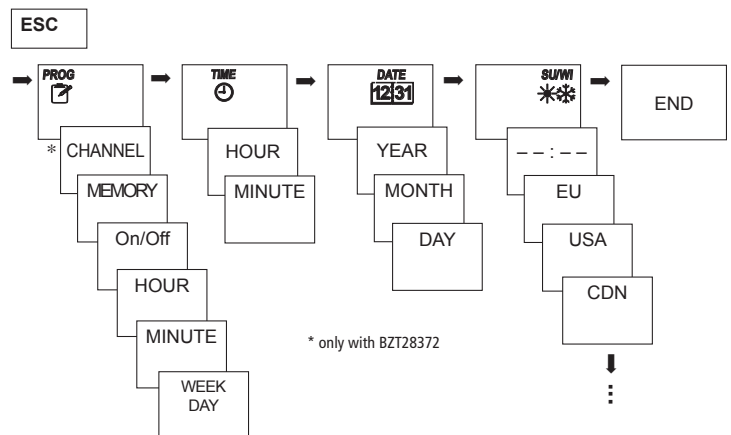 ESC
PROG
* CHANNEL
MEMORY
On/Off
HOUR
MINUTE
WEEK
DAY
TIME
HOUR
MINUTE
DATE
12 31
YEAR
MONTH
DAY
SU/WI
--:--
EU
USA
CDN
END
* only with BZT28372